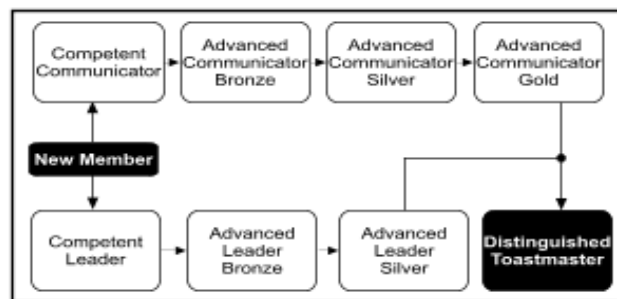 Competent
Communicator
Advanced
Communicator
Bronze
Advanced
Communicator
Silver
Advanced
Communicator
Gold
New Member
Competent
Leader
Advanced
Leader
Bronze
Advanced
Leader
Silver
Distinguished
Toastmaster